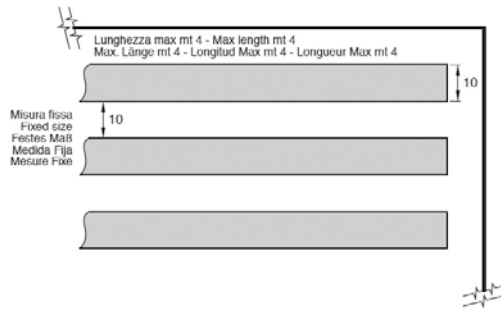 Lunghezza max mt 4 - Max length mt 4
Max. Länge mt 4 - Longitud Max mt 4 - Longueur Max mt 4
10
Misura fissa
Fixed size
Festes Maß
Medida Fija
Mesure Fixe
10